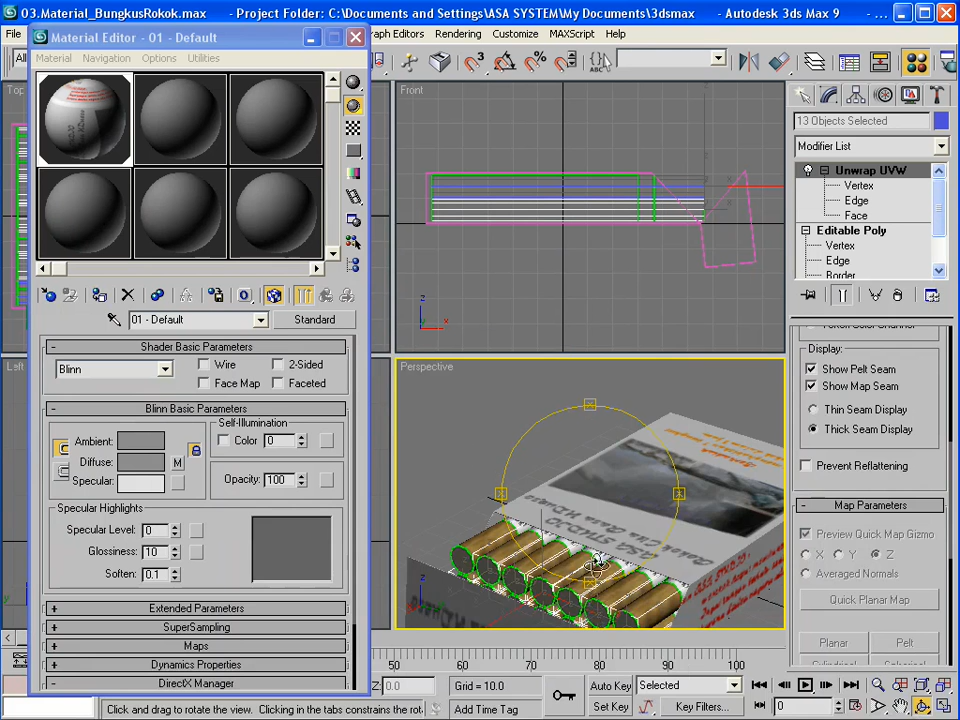 03.Material_BungkusRokok.max - Project Folder: C:\Documents and Settings\ASA SYSTEM\My Documents\3dsmax - Autodesk 3ds Max 9 - ...
File
Material Editor - 01 - Default
raph Editors Rendering Customize MAXScript Help
Material Navigation Options Utilities
All
Top
Front
13 Objects Selected
Modifier List
Unwrap UVW
Vertex
Edge
Face
Editable Poly
Vertex
Edge
Border
z
x
01 - Default
Standard
Shader Basic Parameters
Blinn
Wire
2-Sided
Face Map
Faceted
Blinn Basic Parameters
Self-Illumination
Ambient:
Color 0
Diffuse:
M
Specular:
Opacity: 100
Specular Highlights
Specular Level: 0
Glossiness: 10
Soften: 0.1
Extended Parameters
SuperSampling
Maps
Dynamics Properties
DirectX Manager
Left
Perspective
ASA STUDIO
z
Display:
Show Pelt Seam
Show Map Seam
Thin Seam Display
Thick Seam Display
Prevent Reflattening
Map Parameters
Preview Quick Map Gizmo
X Y Z
Averaged Normals
Quick Planar Map
Planar
Pelt
50 60 70 80 90 100
Z: 0.0
Grid = 10.0
Auto Key
Selected
Click and drag to rotate the view. Clicking in the tabs constrains the rot
Add Time Tag
Set Key
Key Filters...
0